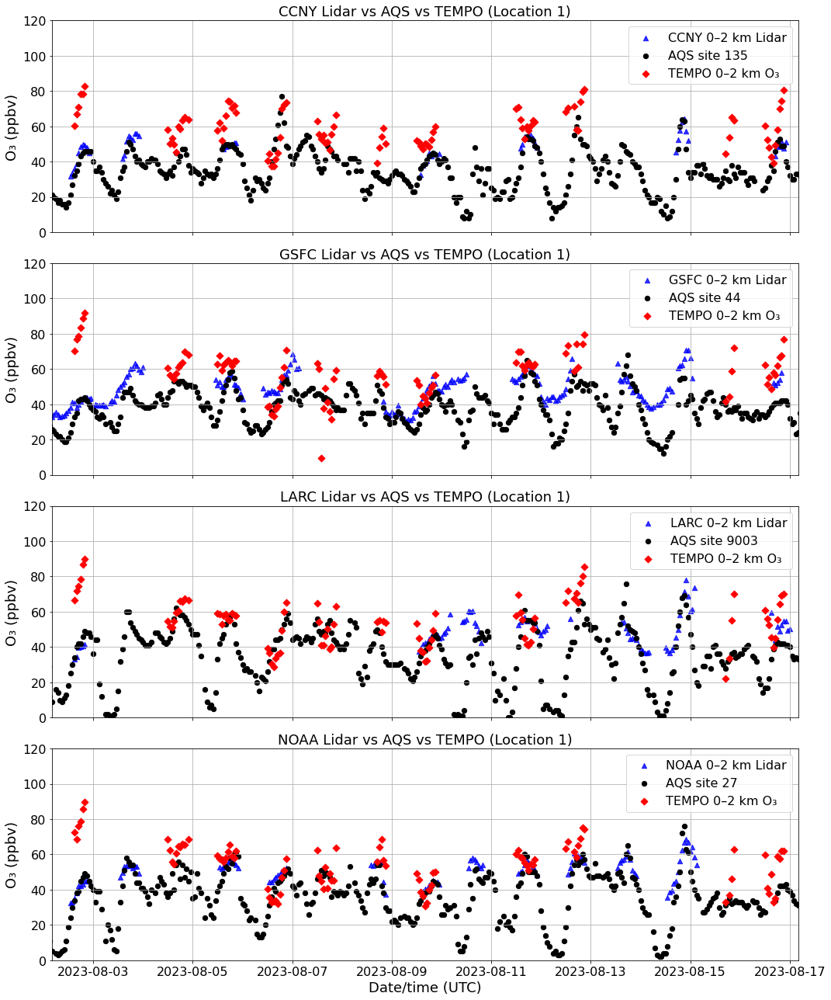 CCNY Lidar vs AQS vs TEMPO (Location 1)
120
100
80
60
40
20
0
O₃ (ppbv)
CCNY 0–2 km Lidar
AQS site 135
TEMPO 0–2 km O₃
GSFC Lidar vs AQS vs TEMPO (Location 1)
120
100
80
60
40
20
0
O₃ (ppbv)
GSFC 0–2 km Lidar
AQS site 44
TEMPO 0–2 km O₃
LARC Lidar vs AQS vs TEMPO (Location 1)
120
100
80
60
40
20
0
O₃ (ppbv)
LARC 0–2 km Lidar
AQS site 9003
TEMPO 0–2 km O₃
NOAA Lidar vs AQS vs TEMPO (Location 1)
120
100
80
60
40
20
0
O₃ (ppbv)
NOAA 0–2 km Lidar
AQS site 27
TEMPO 0–2 km O₃
2023-08-03 2023-08-05 2023-08-07 2023-08-09 2023-08-11 2023-08-13 2023-08-15 2023-08-17
Date/time (UTC)